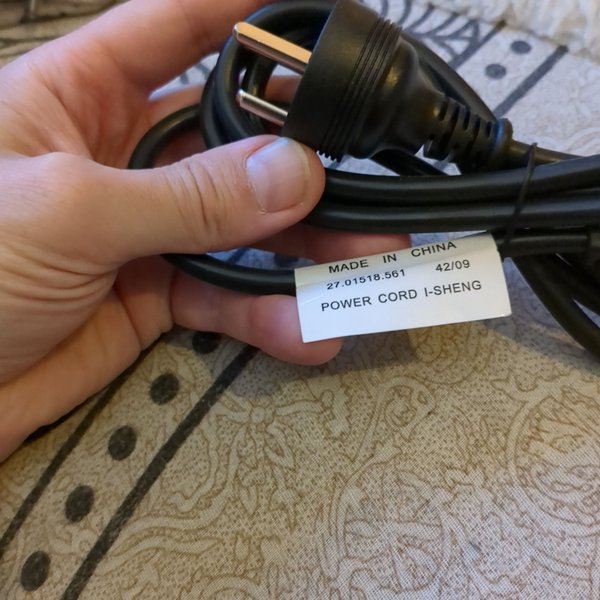 MADE IN CHINA
27.01518.561 42/09
POWER CORD I-SHENG